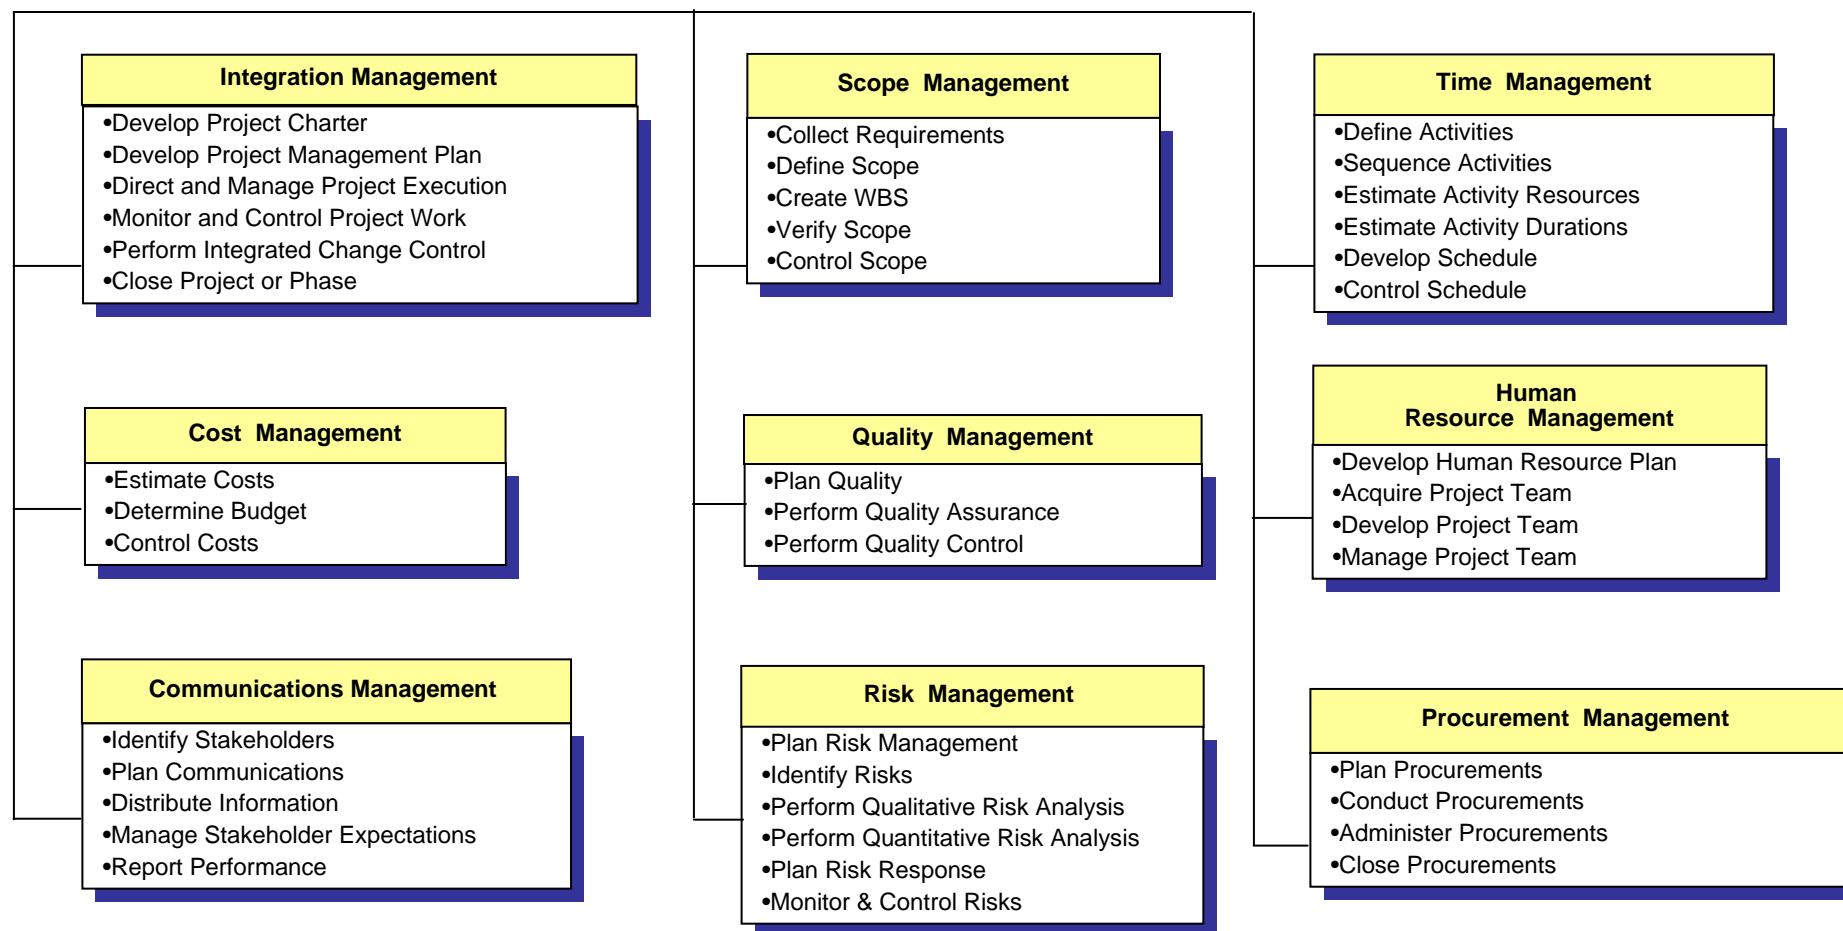 Integration Management
•Develop Project Charter
•Develop Project Management Plan
•Direct and Manage Project Execution
•Monitor and Control Project Work
•Perform Integrated Change Control
•Close Project or Phase
Scope Management
•Collect Requirements
•Define Scope
•Create WBS
•Verify Scope
•Control Scope
Time Management
•Define Activities
•Sequence Activities
•Estimate Activity Resources
•Estimate Activity Durations
•Develop Schedule
•Control Schedule
Cost Management
•Estimate Costs
•Determine Budget
•Control Costs
Quality Management
•Plan Quality
•Perform Quality Assurance
•Perform Quality Control
Human
Resource Management
•Develop Human Resource Plan
•Acquire Project Team
•Develop Project Team
•Manage Project Team
Communications Management
•Identify Stakeholders
•Plan Communications
•Distribute Information
•Manage Stakeholder Expectations
•Report Performance
Risk Management
•Plan Risk Management
•Identify Risks
•Perform Qualitative Risk Analysis
•Perform Quantitative Risk Analysis
•Plan Risk Response
•Monitor & Control Risks
Procurement Management
•Plan Procurements
•Conduct Procurements
•Administer Procurements
•Close Procurements